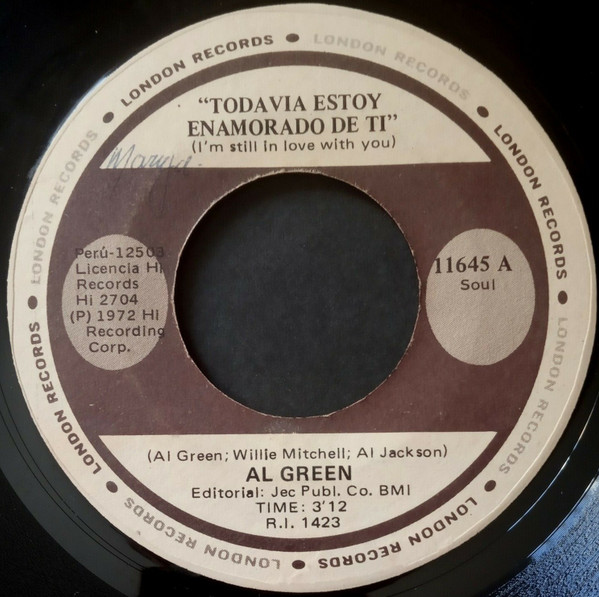 LONDON RECORDS • LONDON RECORDS • LONDON RECORDS • LONDON RECORDS • LONDON RECORDS • LONDON RECORDS • LONDON RECORDS • LONDON RECORDS •
“TODAVIA ESTOY
ENAMORADO DE TI”
(I'm still in love with you)
Perú-12503
Licencia Hi
Records
Hi 2704
(P) 1972 HI
Recording
Corp.
11645 A
Soul
(Al Green; Willie Mitchell; Al Jackson)
AL GREEN
Editorial: Jec Publ. Co. BMI
TIME: 3'12
R.I. 1423